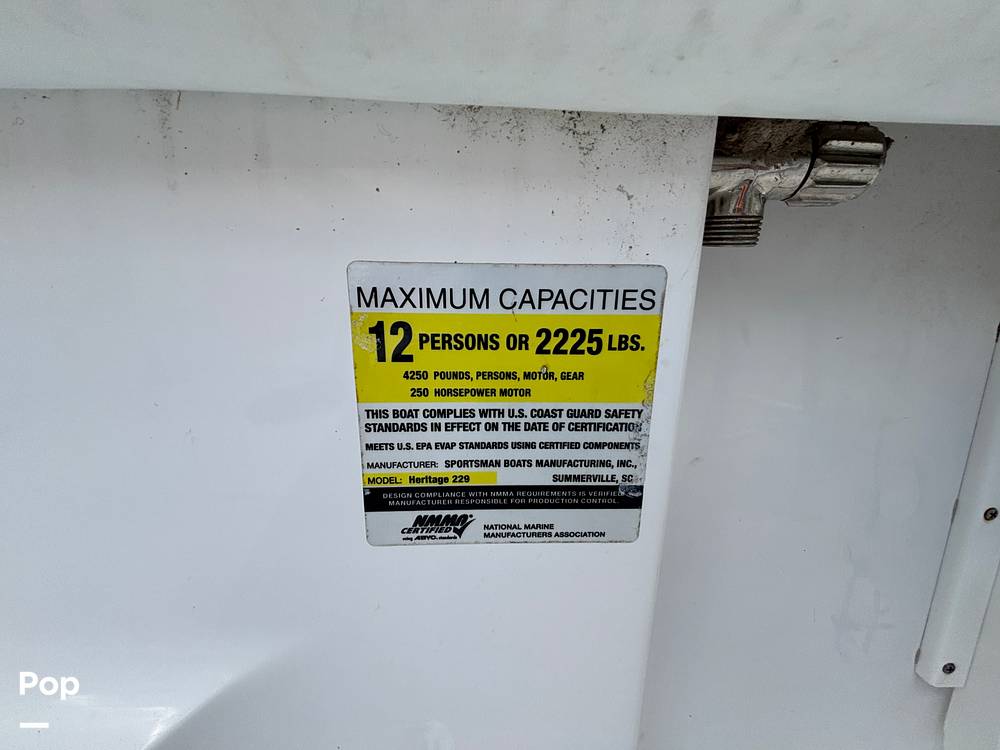 MAXIMUM CAPACITIES
12 PERSONS OR 2225 LBS.
4250 POUNDS, PERSONS, MOTOR, GEAR
250 HORSEPOWER MOTOR
THIS BOAT COMPLIES WITH U.S. COAST GUARD SAFETY
STANDARDS IN EFFECT ON THE DATE OF CERTIFICATION
MEETS U.S. EPA EVAP STANDARDS USING CERTIFIED COMPONENTS
MANUFACTURER: SPORTSMAN BOATS MANUFACTURING, INC.,
MODEL: Heritage 229 SUMMERVILLE, SC
DESIGN COMPLIANCE WITH NMMA REQUIREMENTS IS VERIFIED.
MANUFACTURER RESPONSIBLE FOR PRODUCTION CONTROL.
NMMA
CERTIFIED
using ABYC standards
NATIONAL MARINE
MANUFACTURERS ASSOCIATION
Pop